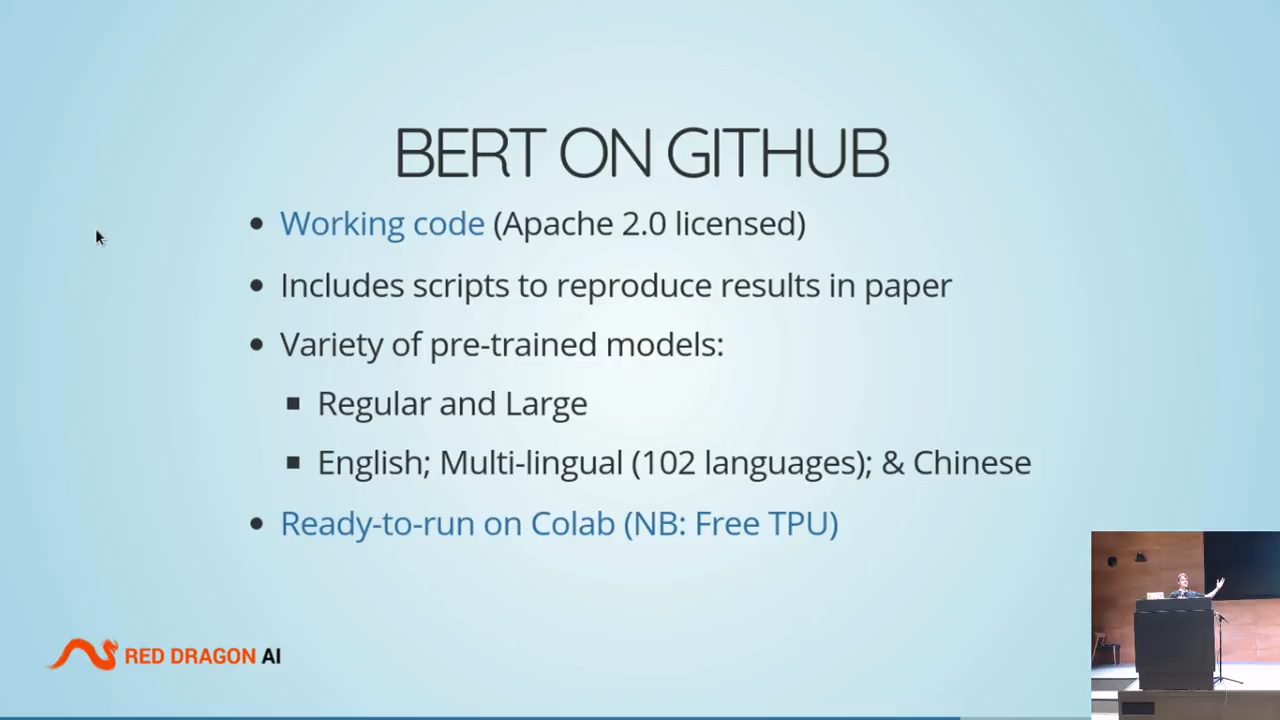 BERT ON GITHUB
Working code (Apache 2.0 licensed)
Includes scripts to reproduce results in paper
Variety of pre-trained models:
Regular and Large
English; Multi-lingual (102 languages); & Chinese
Ready-to-run on Colab (NB: Free TPU)
RED DRAGON AI